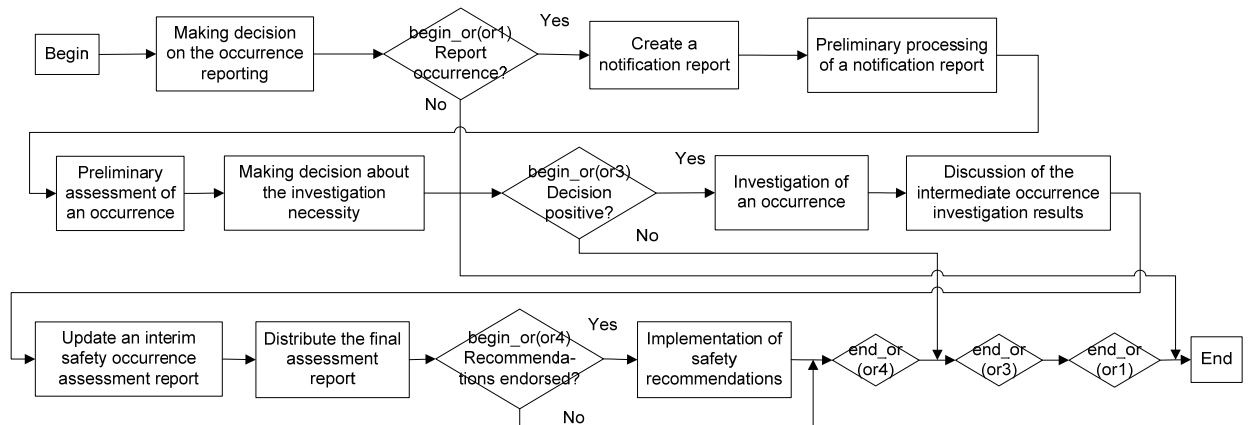 Begin
Making decision
on the occurrence
reporting
begin_or(or1)
Report
occurrence?
Yes
No
Create a
notification report
Preliminary processing
of a notification report
Preliminary
assessment of
an occurrence
Making decision about
the investigation
necessity
begin_or(or3)
Decision
positive?
Yes
No
Investigation of
an occurrence
Discussion of the
intermediate occurrence
investigation results
Update an interim
safety occurrence
assessment report
Distribute the final
assessment
report
begin_or(or4)
Recommenda-
tions endorsed?
Yes
No
Implementation of
safety
recommendations
end_or
(or4)
end_or
(or3)
end_or
(or1)
End